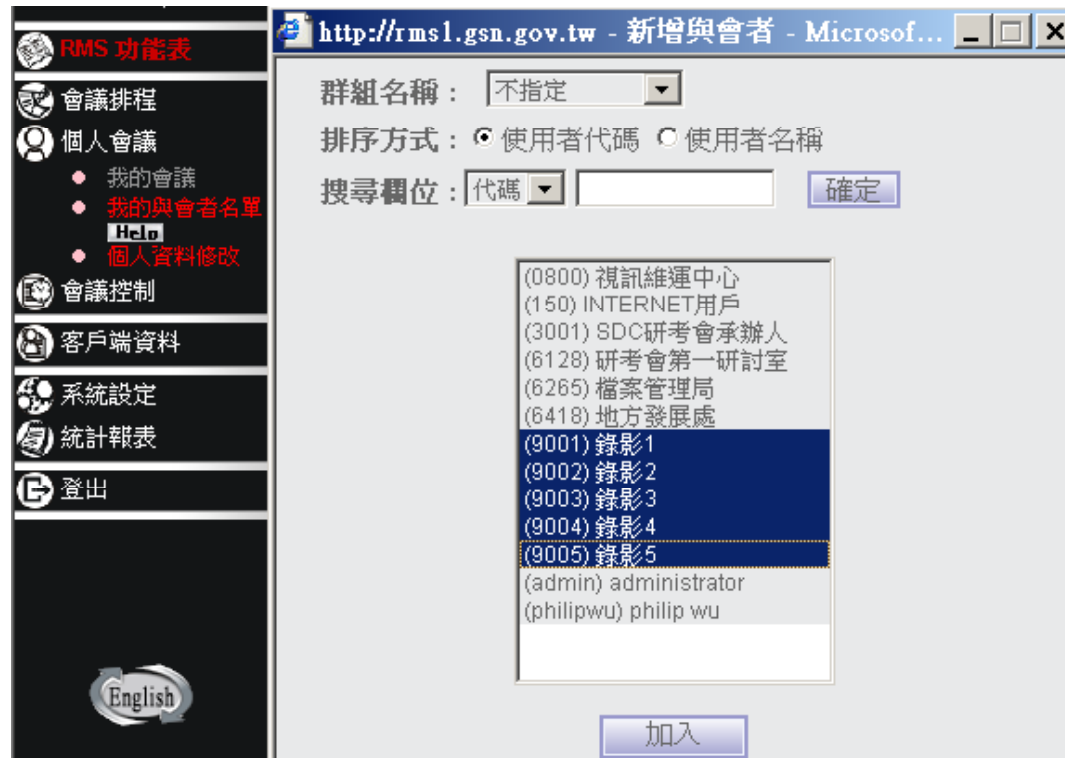 RMS 功能表
會議排程
個人會議
我的會議
我的與會者名單
Help
個人資料修改
會議控制
客戶端資料
系統設定
統計報表
登出
English
http://rms1.gsn.gov.tw - 新增與會者 - Microsof...
群組名稱： 不指定
排序方式： 使用者代碼 使用者名稱
搜尋欄位： 代碼 確定
(0800) 視訊維運中心
(150) INTERNET用戶
(3001) SDC研考會承辦人
(6128) 研考會第一研討室
(6265) 檔案管理局
(6418) 地方發展處
(9001) 錄影1
(9002) 錄影2
(9003) 錄影3
(9004) 錄影4
(9005) 錄影5
(admin) administrator
(philipwu) philip wu
加入